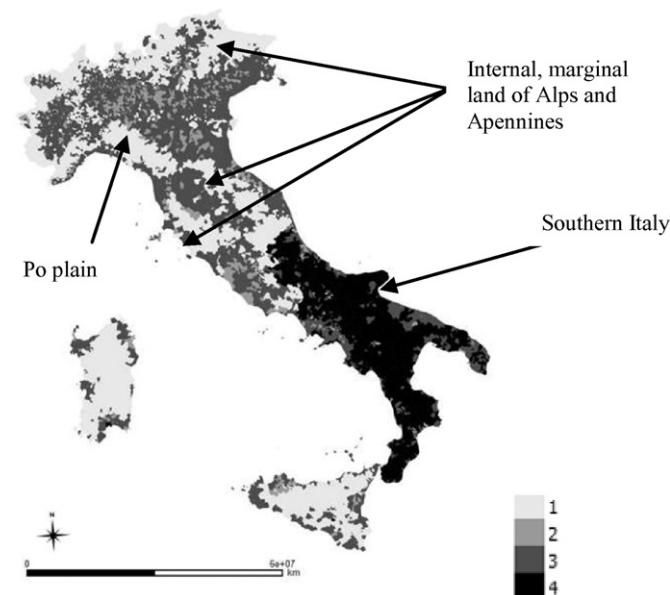 Internal, marginal
land of Alps and
Apennines
Southern Italy
Po plain
1
2
3
4
N
0
6e+07
km